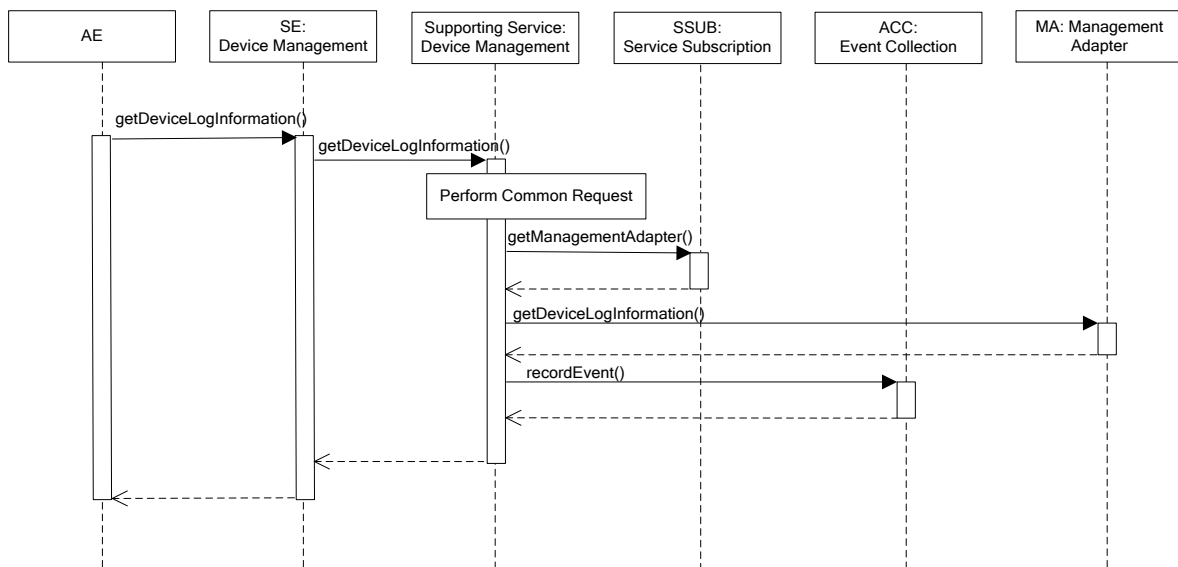 AE
SE:
Device Management
Supporting Service:
Device Management
SSUB:
Service Subscription
ACC:
Event Collection
MA: Management
Adapter
getDeviceLogInformation()
getDeviceLogInformation()
Perform Common Request
getManagementAdapter()
getDeviceLogInformation()
recordEvent()